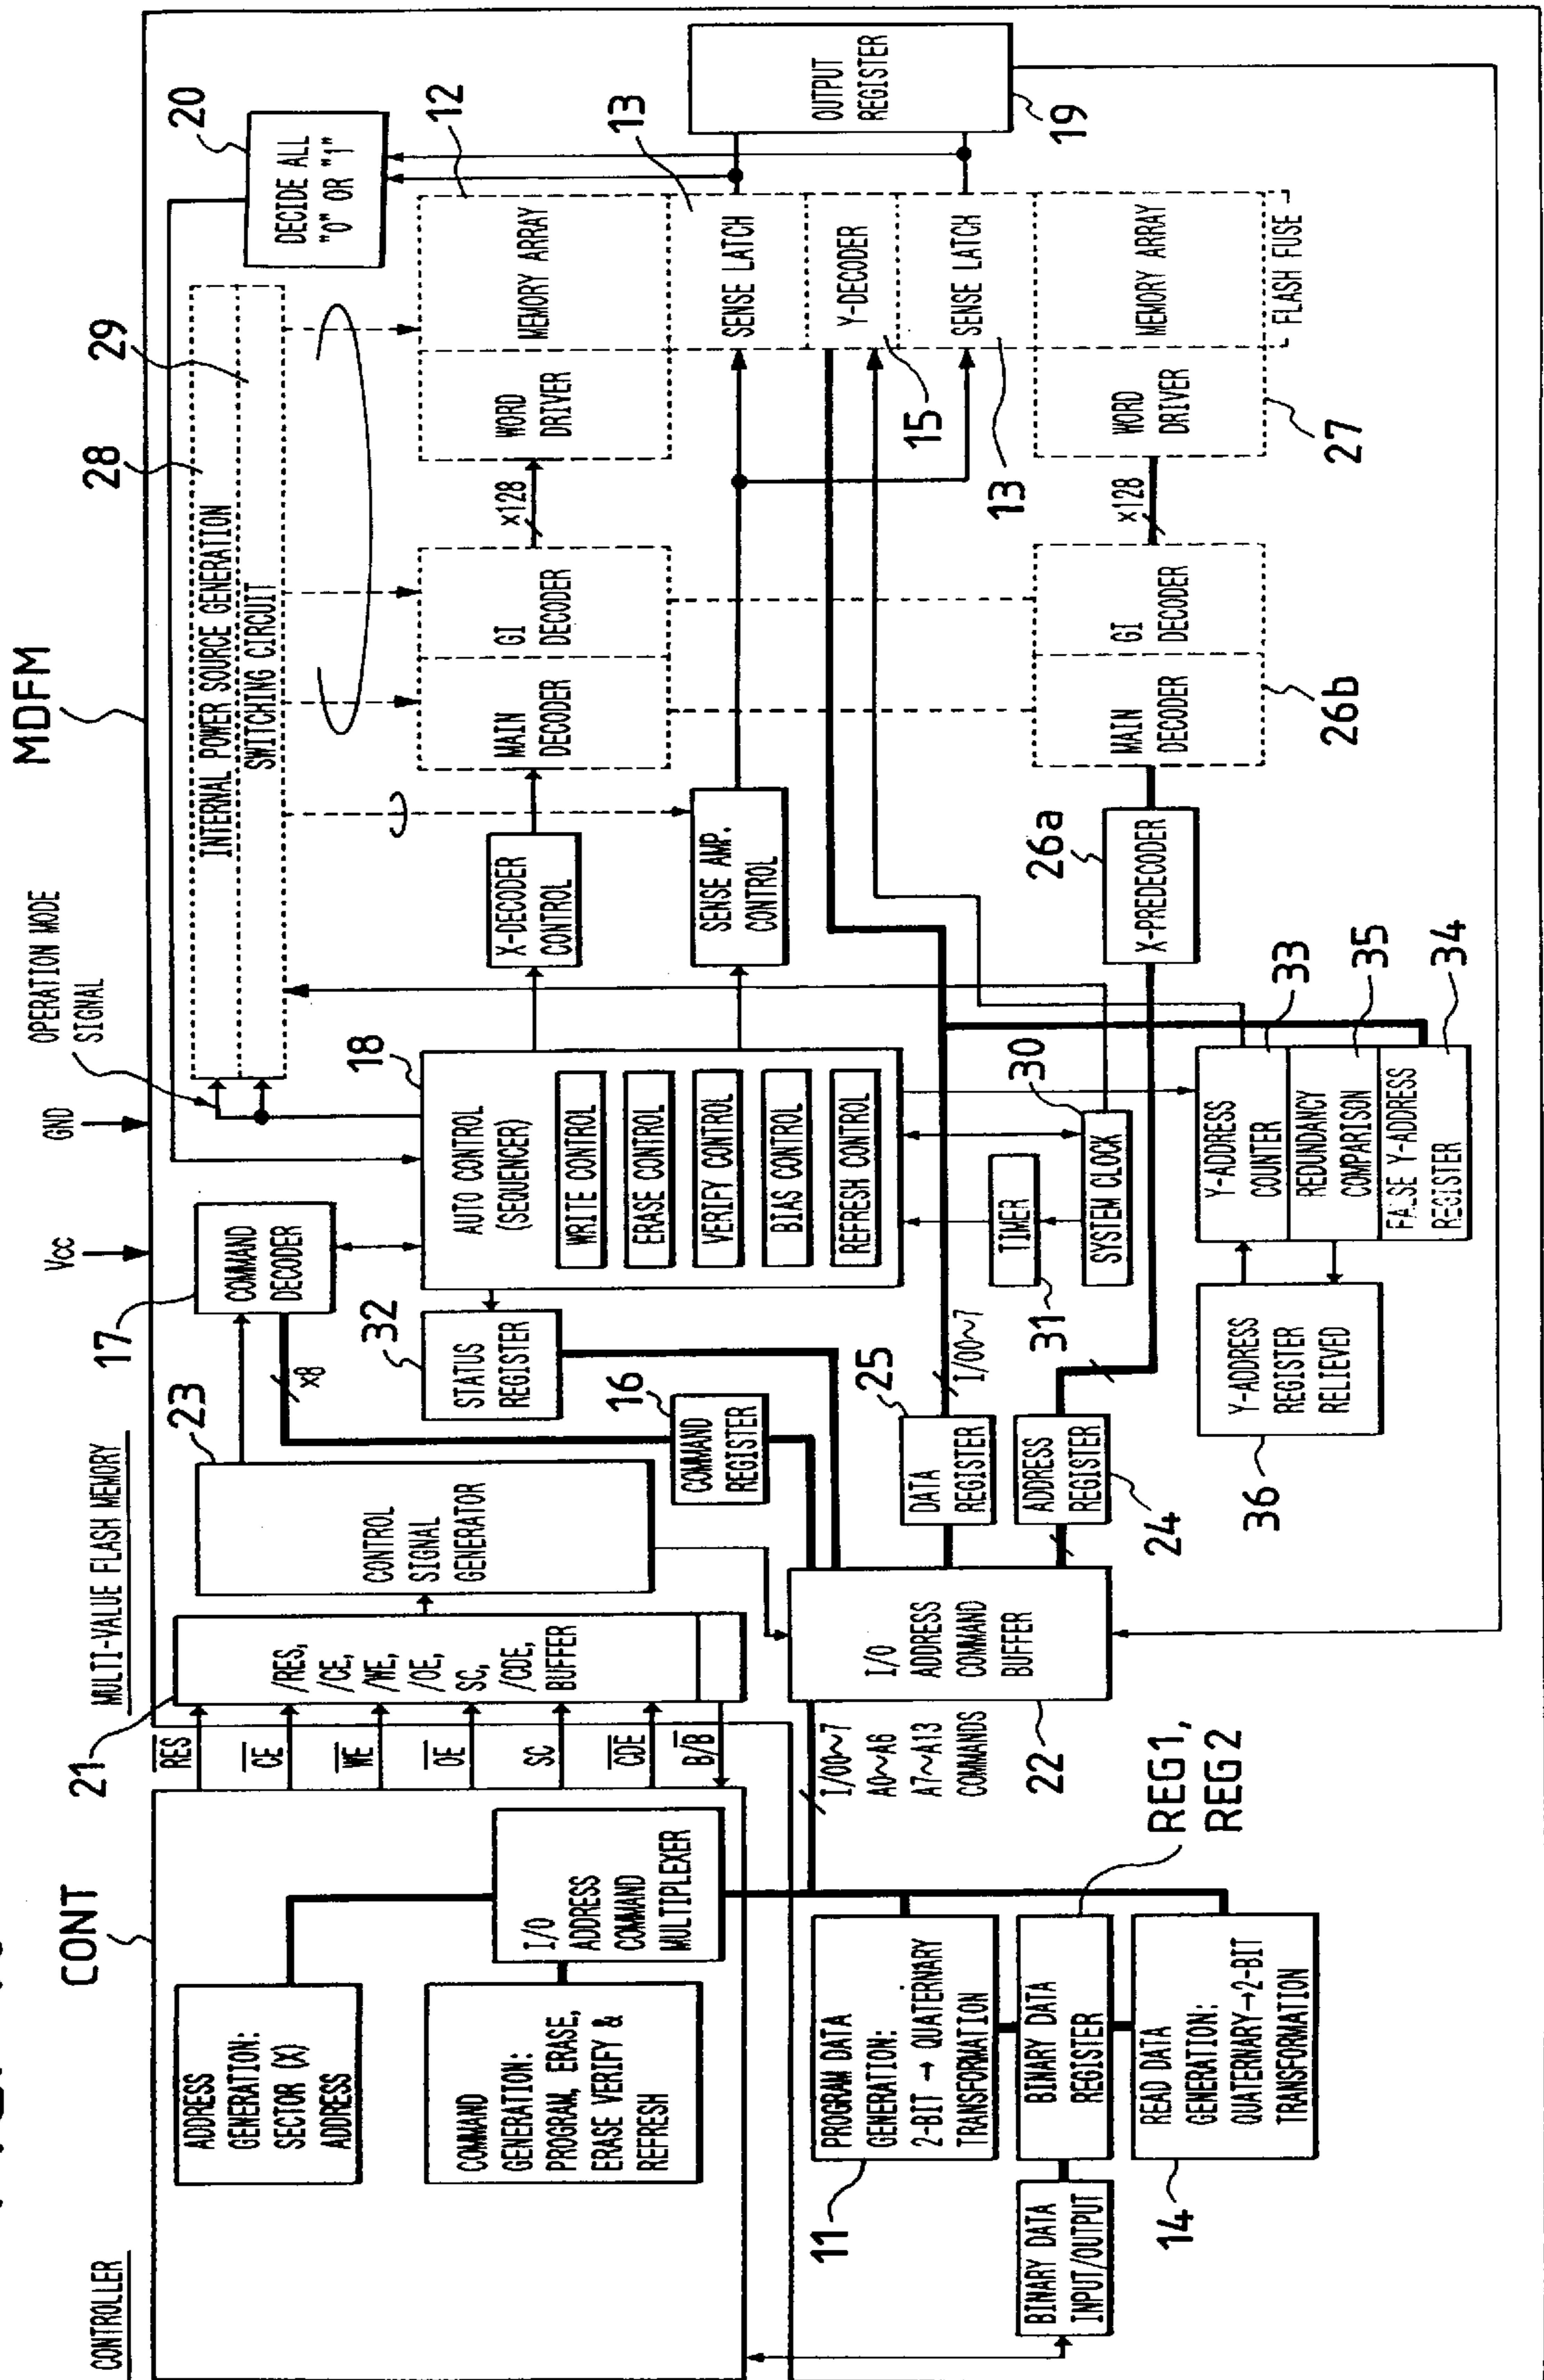 CONTROLLER
CONT
ADDRESS
GENERATION:
SECTOR (X)
ADDRESS
COMMAND
GENERATION:
PROGRAM, ERASE,
ERASE VERIFY &
REFRESH
I/O
ADDRESS
COMMAND
MULTIPLEXER
RES
CE
WE
OE
SC
CDE
B/B
11
PROGRAM DATA
GENERATION:
2-BIT → QUATERNARY
TRANSFORMATION
BINARY DATA
REGISTER
REG1,
REG2
READ DATA
GENERATION:
QUATERNARY→2-BIT
TRANSFORMATION
14
BINARY DATA
INPUT/OUTPUT
I/O0~7
A0~A6
A7~A13
COMMANDS
MULTI-VALUE FLASH MEMORY
MDFM
Vcc
GND
21
/RES,
/CE,
/WE,
/OE,
SC,
/CDE,
BUFFER
23
CONTROL
SIGNAL
GENERATOR
22
I/O
ADDRESS
COMMAND
BUFFER
17
COMMAND
DECODER
x8
16
COMMAND
REGISTER
32
STATUS
REGISTER
25
DATA
REGISTER
I/O0~7
24
ADDRESS
REGISTER
18
AUTO CONTROL
(SEQUENCER)
WRITE CONTROL
ERASE CONTROL
VERIFY CONTROL
BIAS CONTROL
REFRESH CONTROL
31
TIMER
30
SYSTEM CLOCK
36
Y-ADDRESS
REGISTER
RELIEVED
Y-ADDRESS
COUNTER
33
REDUNDANCY
COMPARISON
35
FALSE Y-ADDRESS
REGISTER
34
OPERATION MODE
SIGNAL
28
INTERNAL POWER SOURCE GENERATION
29
SWITCHING CIRCUIT
X-DECODER
CONTROL
SENSE AMP.
CONTROL
26a
X-PREDECODER
MAIN
DECODER
GI
DECODER
x128
WORD
DRIVER
MEMORY ARRAY
12
SENSE LATCH
13
Y-DECODER
15
SENSE LATCH
13
MAIN
DECODER
26b
GI
DECODER
x128
WORD
DRIVER
27
MEMORY ARRAY
FLASH FUSE
20
DECIDE ALL
"0" OR "1"
OUTPUT
REGISTER
19